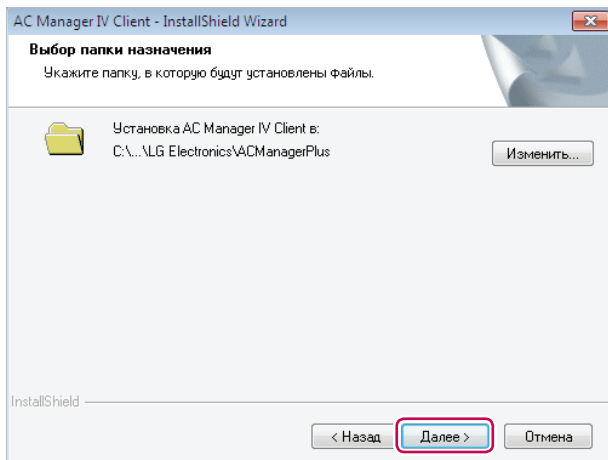 AC Manager IV Client - InstallShield Wizard
Выбор папки назначения
Укажите папку, в которую будут установлены файлы.
Установка AC Manager IV Client в:
C:\...\LG Electronics\ACManagerPlus
Изменить...
InstallShield
< Назад
Далее >
Отмена